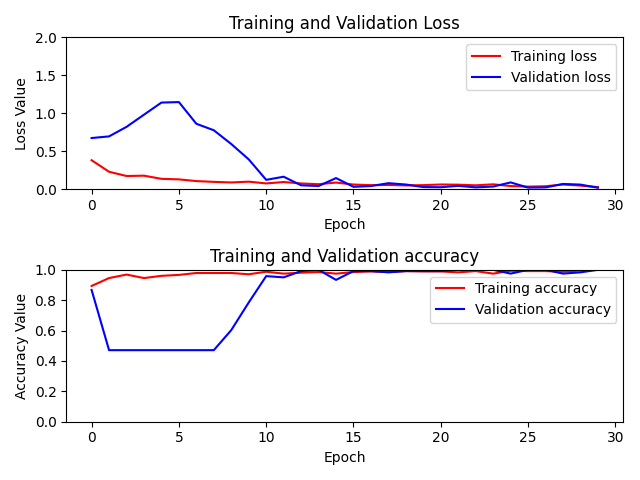 Training and Validation Loss
2.0
1.5
1.0
0.5
0.0
Loss Value
Training loss
Validation loss
0 5 10 15 20 25 30
Epoch
Training and Validation accuracy
1.0
0.8
0.6
0.4
0.2
0.0
Accuracy Value
Training accuracy
Validation accuracy
0 5 10 15 20 25 30
Epoch